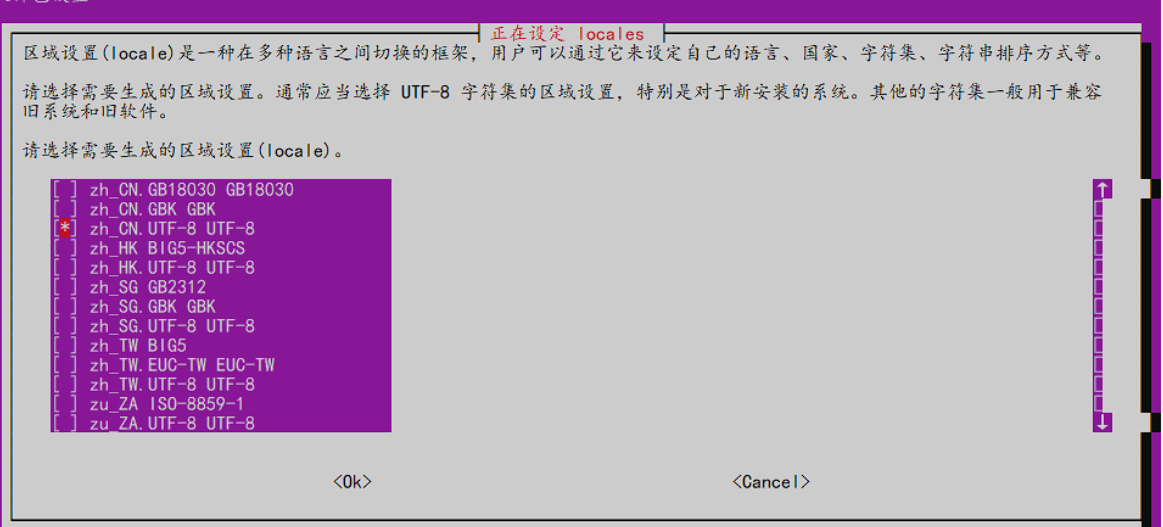 正在设定 locales
区域设置(locale)是一种在多种语言之间切换的框架，用户可以通过它来设定自己的语言、国家、字符集、字符串排序方式等。
请选择需要生成的区域设置。通常应当选择 UTF-8 字符集的区域设置，特别是对于新安装的系统。其他的字符集一般用于兼容
旧系统和旧软件。
请选择需要生成的区域设置(locale)。
[ ] zh_CN.GB18030 GB18030
[ ] zh_CN.GBK GBK
[*] zh_CN.UTF-8 UTF-8
[ ] zh_HK BIG5-HKSCS
[ ] zh_HK.UTF-8 UTF-8
[ ] zh_SG GB2312
[ ] zh_SG.GBK GBK
[ ] zh_SG.UTF-8 UTF-8
[ ] zh_TW BIG5
[ ] zh_TW.EUC-TW EUC-TW
[ ] zh_TW.UTF-8 UTF-8
[ ] zu_ZA ISO-8859-1
[ ] zu_ZA.UTF-8 UTF-8
<Ok> <Cancel>